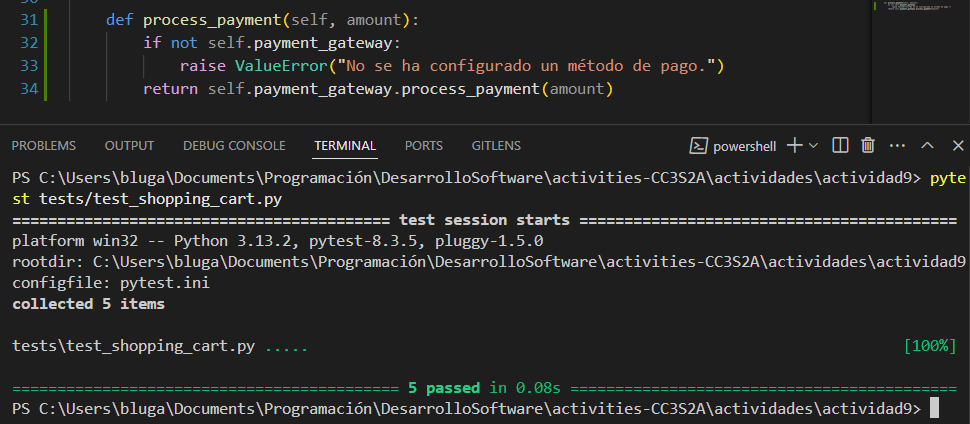 31 def process_payment(self, amount):
32 if not self.payment_gateway:
33 raise ValueError("No se ha configurado un método de pago.")
34 return self.payment_gateway.process_payment(amount)
PROBLEMS OUTPUT DEBUG CONSOLE TERMINAL PORTS GITLENS powershell
PS C:\Users\bluga\Documents\Programación\DesarrolloSoftware\activities-CC3S2A\actividades\actividad9> pyte
st tests/test_shopping_cart.py
========================================= test session starts =========================================
platform win32 -- Python 3.13.2, pytest-8.3.5, pluggy-1.5.0
rootdir: C:\Users\bluga\Documents\Programación\DesarrolloSoftware\activities-CC3S2A\actividades\actividad9
configfile: pytest.ini
collected 5 items
tests\test_shopping_cart.py ..... [100%]
========================================== 5 passed in 0.08s ==========================================
PS C:\Users\bluga\Documents\Programación\DesarrolloSoftware\activities-CC3S2A\actividades\actividad9>